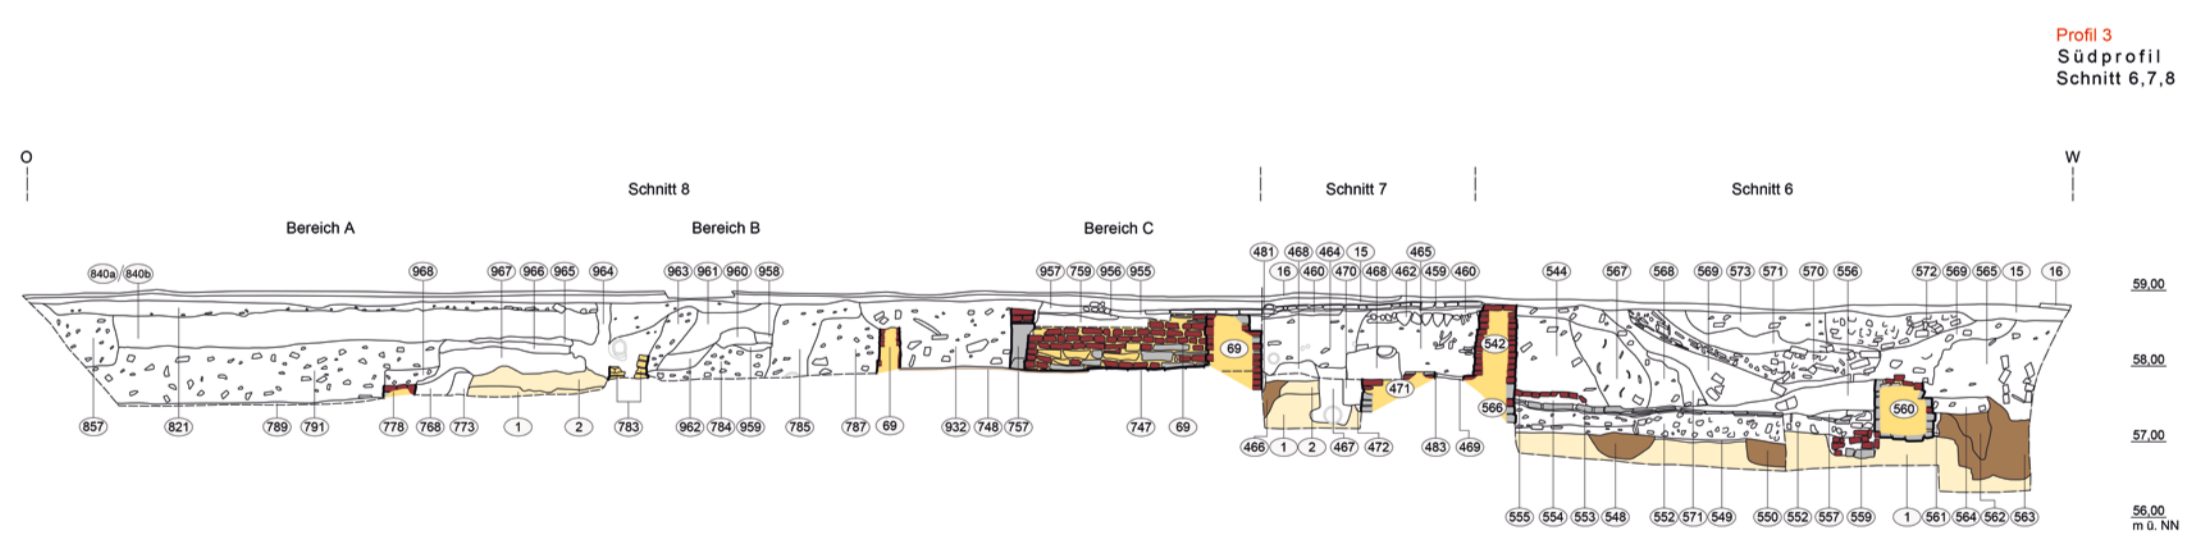 Profil 3
Südprofil
Schnitt 6,7,8
O W
Schnitt 8 Schnitt 7 Schnitt 6
Bereich A Bereich B Bereich C
481 468 464 15 465
840a/840b 968 967 966 965 964 963 961 960 958 957 759 956 955 16 460 470 468 462 459 460 544 567 568 569 573 571 570 556 572 569 565 15 16
59,00
69 542
58,00
471
566 560
857 821 789 791 778 768 773 1 2 783 962 784 959 785 787 69 932 748 757 747 69
57,00
466 1 2 467 472 483 469
555 554 553 548 552 571 549 550 552 557 559 1 561 564 562 563
56,00
m ü. NN